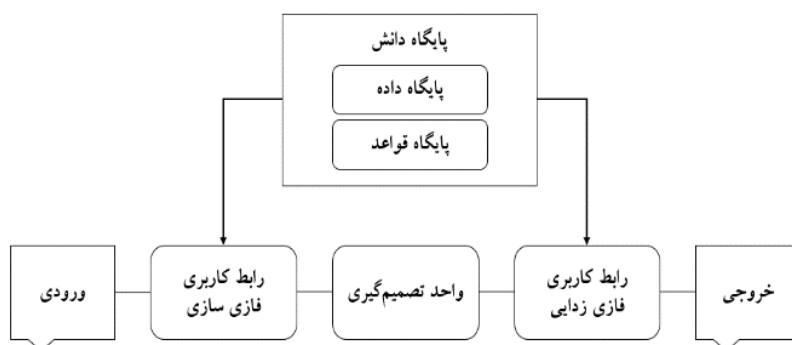 پایگاه دانش
پایگاه داده
پایگاه قواعد
خروجی
رابط کاربری
فازی زدایی
واحد تصمیم‌گیری
رابط کاربری
فازی سازی
ورودی